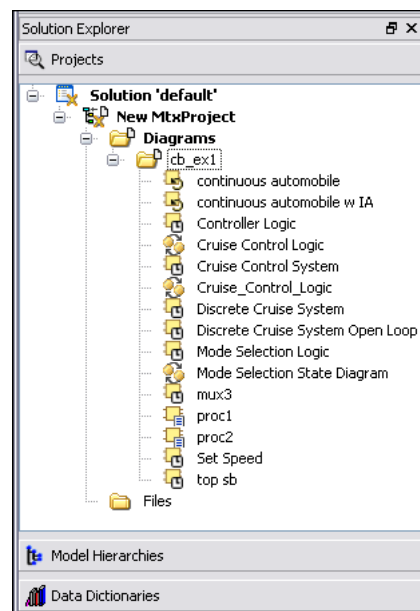 Solution Explorer
Projects
Solution 'default'
New MtxProject
Diagrams
cb_ex1
continuous automobile
continuous automobile w IA
Controller Logic
Cruise Control Logic
Cruise Control System
Cruise_Control_Logic
Discrete Cruise System
Discrete Cruise System Open Loop
Mode Selection Logic
Mode Selection State Diagram
mux3
proc1
proc2
Set Speed
top sb
Files
Model Hierarchies
Data Dictionaries